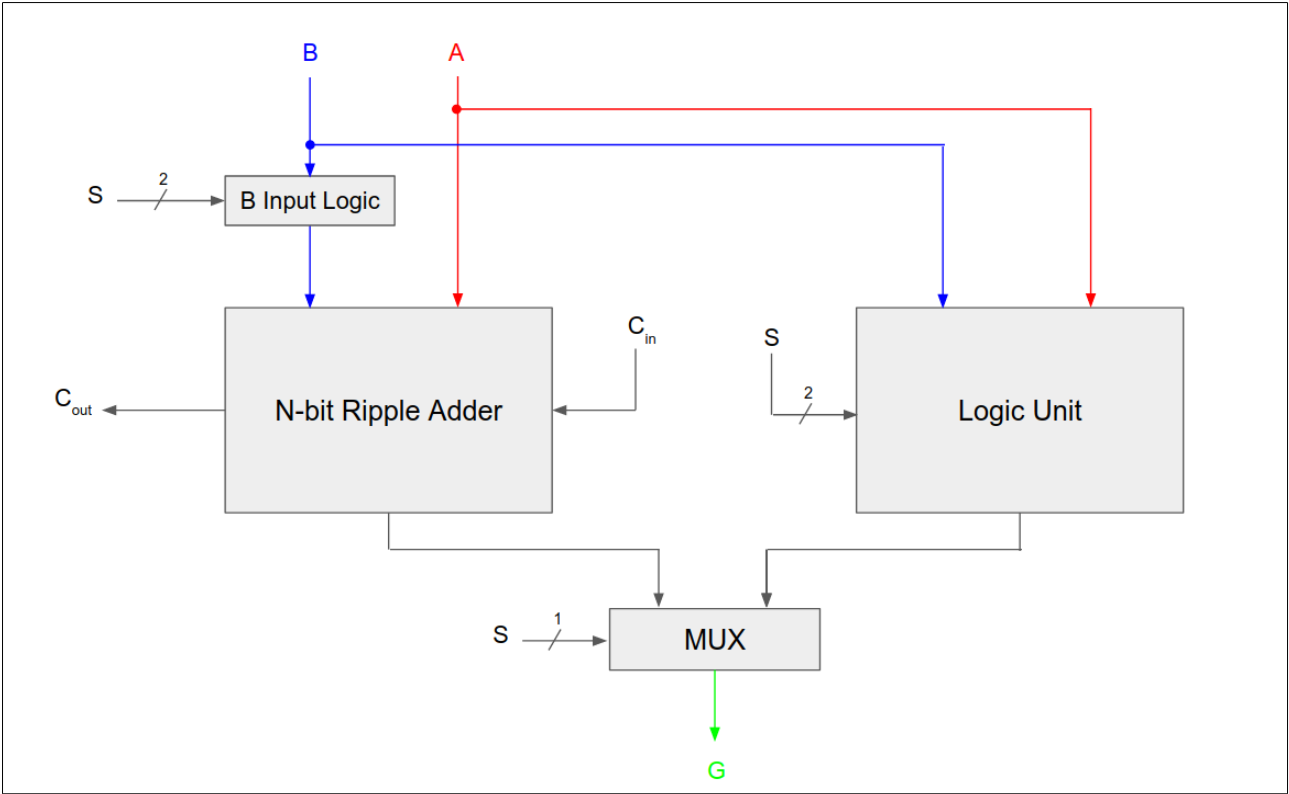 B
A
S
2
B Input Logic
C in
S
C out
N-bit Ripple Adder
2
Logic Unit
S
1
MUX
G